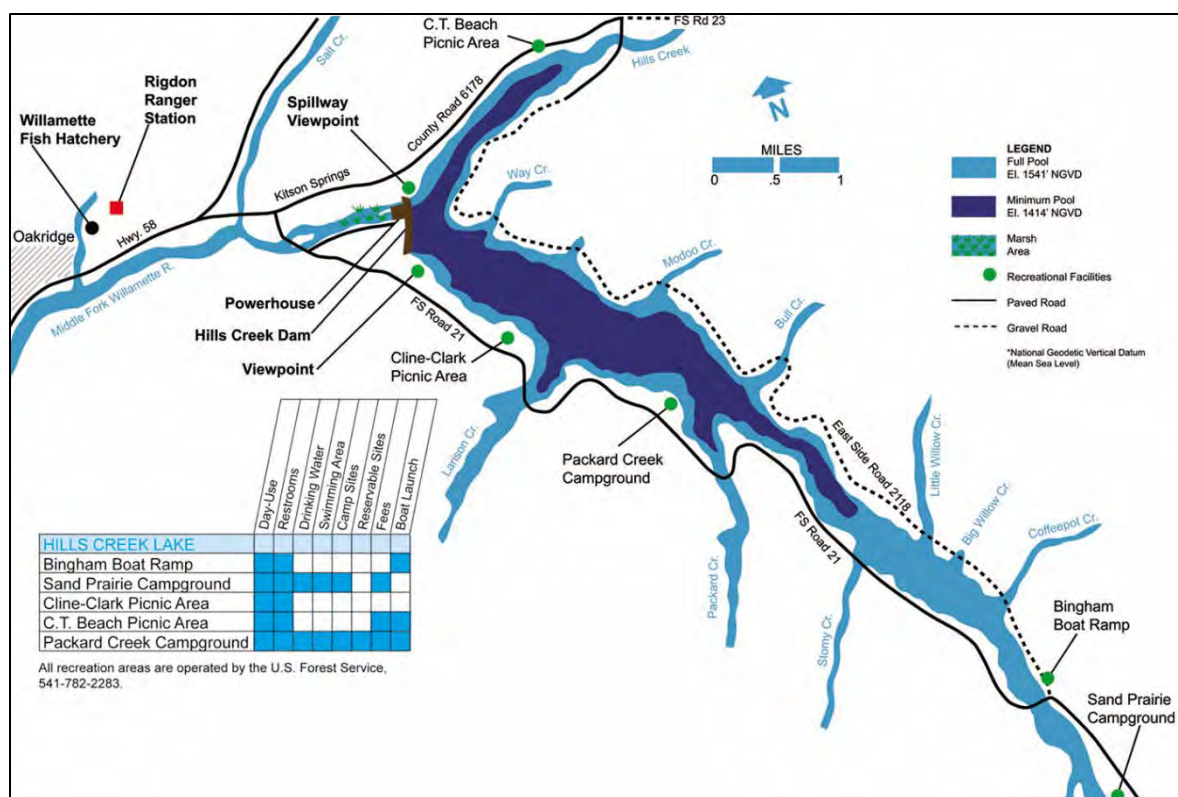 C.T. Beach
Picnic Area
FS Rd 23
Hills Creek
Salt Cr.
Rigdon
Ranger
Station
Willamette
Fish Hatchery
Spillway
Viewpoint
County Road 6178
N
MILES
0 .5 1
LEGEND
Full Pool
El. 1541' NGVD
Minimum Pool
El. 1414' NGVD
Marsh
Area
Recreational Facilities
Paved Road
Gravel Road
*National Geodetic Vertical Datum
(Mean Sea Level)
Way Cr.
Kitson Springs
Oakridge
Hwy. 58
Middle Fork Willamette R.
Modoo Cr.
Bull Cr.
Powerhouse
Hills Creek Dam
Viewpoint
FS Road 21
Cline-Clark
Picnic Area
Larison Cr.
Packard Creek
Campground
East Side Road 2118
Little Willow Cr.
Big Willow Cr.
Coffeepot Cr.
FS Road 21
Packard Cr.
Stomy Cr.
Bingham
Boat Ramp
Sand Prairie
Campground
Day-Use
Restrooms
Drinking Water
Swimming Area
Camp Sites
Reservable Sites
Fees
Boat Launch
HILLS CREEK LAKE
Bingham Boat Ramp
Sand Prairie Campground
Cline-Clark Picnic Area
C.T. Beach Picnic Area
Packard Creek Campground
All recreation areas are operated by the U.S. Forest Service,
541-782-2283.